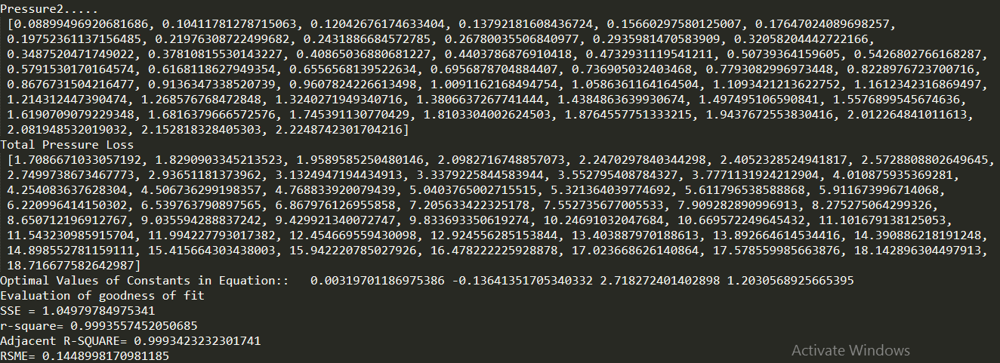 Pressure2.....
[0.08899496920681686, 0.10411781278715063, 0.12042676174633404, 0.13792181608436724, 0.15660297580125007, 0.17647024089698257,
0.19752361137156485, 0.21976308722499682, 0.2431886684572785, 0.26780035506840977, 0.2935981470583909, 0.32058204442722166,
0.3487520471749022, 0.37810815530143227, 0.40865036880681227, 0.4403786876910418, 0.4732931119541211, 0.50739364159605, 0.5426802766168287,
0.5791530170164574, 0.6168118627949354, 0.6556568139522634, 0.6956878704884407, 0.736905032403468, 0.7793082996973448, 0.8228976723700716,
0.8676731504216477, 0.9136347338520739, 0.9607824226613498, 1.0091162168494754, 1.0586361164164504, 1.1093421213622752, 1.1612342316869497,
1.214312447390474, 1.268576768472848, 1.3240271949340716, 1.3806637267741444, 1.4384863639930674, 1.497495106590841, 1.5576899545674636,
1.6190709079229348, 1.6816379666572576, 1.745391130770429, 1.8103304002624503, 1.8764557751333215, 1.9437672553830416, 2.012264841011613,
2.081948532019032, 2.152818328405303, 2.2248742301704216]
Total Pressure Loss
[1.7086671033057192, 1.8290903345213523, 1.9589585250480146, 2.0982716748857073, 2.2470297840344298, 2.4052328524941817, 2.5728808802649645,
2.7499738673467773, 2.93651181373962, 3.1324947194434913, 3.3379225844583944, 3.552795408784327, 3.7771131924212904, 4.010875935369281,
4.254083637628304, 4.506736299198357, 4.768833920079439, 5.0403765002715515, 5.321364039774692, 5.611796538588868, 5.911673996714068,
6.220996414150302, 6.539763790897565, 6.867976126955858, 7.205633422325178, 7.552735677005533, 7.909282890996913, 8.275275064299326,
8.650712196912767, 9.035594288837242, 9.429921340072747, 9.833693350619274, 10.24691032047684, 10.669572249645432, 11.101679138125053,
11.543230985915704, 11.994227793017382, 12.454669559430098, 12.924556285153844, 13.403887970188613, 13.892664614534416, 14.390886218191248,
14.898552781159111, 15.415664303438003, 15.942220785027926, 16.478222225928878, 17.023668626140864, 17.578559985663876, 18.142896304497913,
18.716677582642987]
Optimal Values of Constants in Equation::   0.00319701186975386 -0.13641351705340332 2.718272401402898 1.2030568925665395
Evaluation of goodness of fit
SSE = 1.04979784975341
r-square= 0.9993557452050685
Adjacent R-SQUARE= 0.9993423232301741
RSME= 0.1448998170981185
Activate Windows